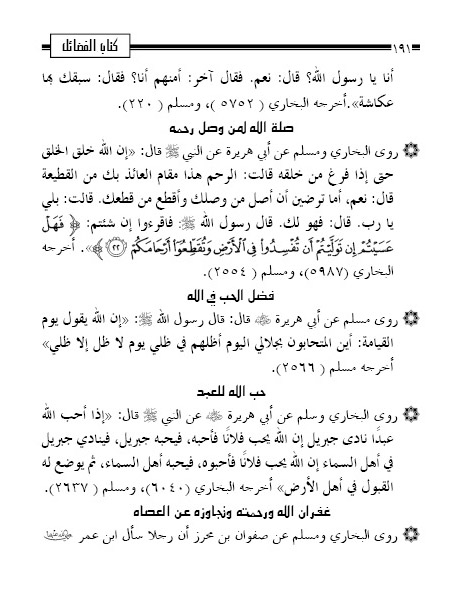 ١٩١
كتاب الفضائل
أنا يا رسول الله؟ قال: نعم. فقال آخر: أمنهم أنا؟ فقال: سبقك بها
عكاشة».أخرجه البخاري ( ٥٧٥٢ )، ومسلم ( ٢٢٠).
صلة الله لمن وصل رحمه
روى البخاري ومسلم عن أبي هريرة عن النبي ﷺ قال: «إن الله خلق الخلق
حتى إذا فرغ من خلقه قالت: الرحم هذا مقام العائذ بك من القطيعة
قال: نعم، أما ترضين أن أصل من وصلك وأقطع من قطعك. قالت: بلي
يا رب. قال: فهو لك. قال رسول الله ﷺ: فاقرءوا إن شئتم: ﴿ فَهَلْ
عَسَيْتُمْ إِن تَوَلَّيْتُمْ أَن تُفْسِدُوا فِي الْأَرْضِ وَتُقَطِّعُوا أَرْحَامَكُمْ ﴿٢٢﴾ ﴾». أخرجه
البخاري (٥٩٨٧)، ومسلم ( ٢٥٥٤ ).
فضل الحب في الله
روى مسلم عن أبي هريرة ﷺ قال: قال رسول الله ﷺ: «إن الله يقول يوم
القيامة: أين المتحابون بجلالي اليوم أظلهم في ظلي يوم لا ظل إلا ظلي»
أخرجه مسلم ( ٢٥٦٦ ).
حب الله للعبد
روى البخاري وسلم عن أبي هريرة عن النبي ﷺ قال: «إذا أحب الله
عبدًا نادى جبريل إن الله يحب فلانًا فأحبه، فيحبه جبريل، فينادي جبريل
في أهل السماء إن الله يحب فلانًا فأحبوه، فيحبه أهل السماء، ثم يوضع له
القبول في أهل الأرض» أخرجه البخاري (٦٠٤٠)، ومسلم ( ٢٦٣٧ ).
غفران الله ورحمته وتجاوزه عن العصاه
روى البخاري ومسلم عن صفوان بن محرز أن رجلا سأل ابن عمر